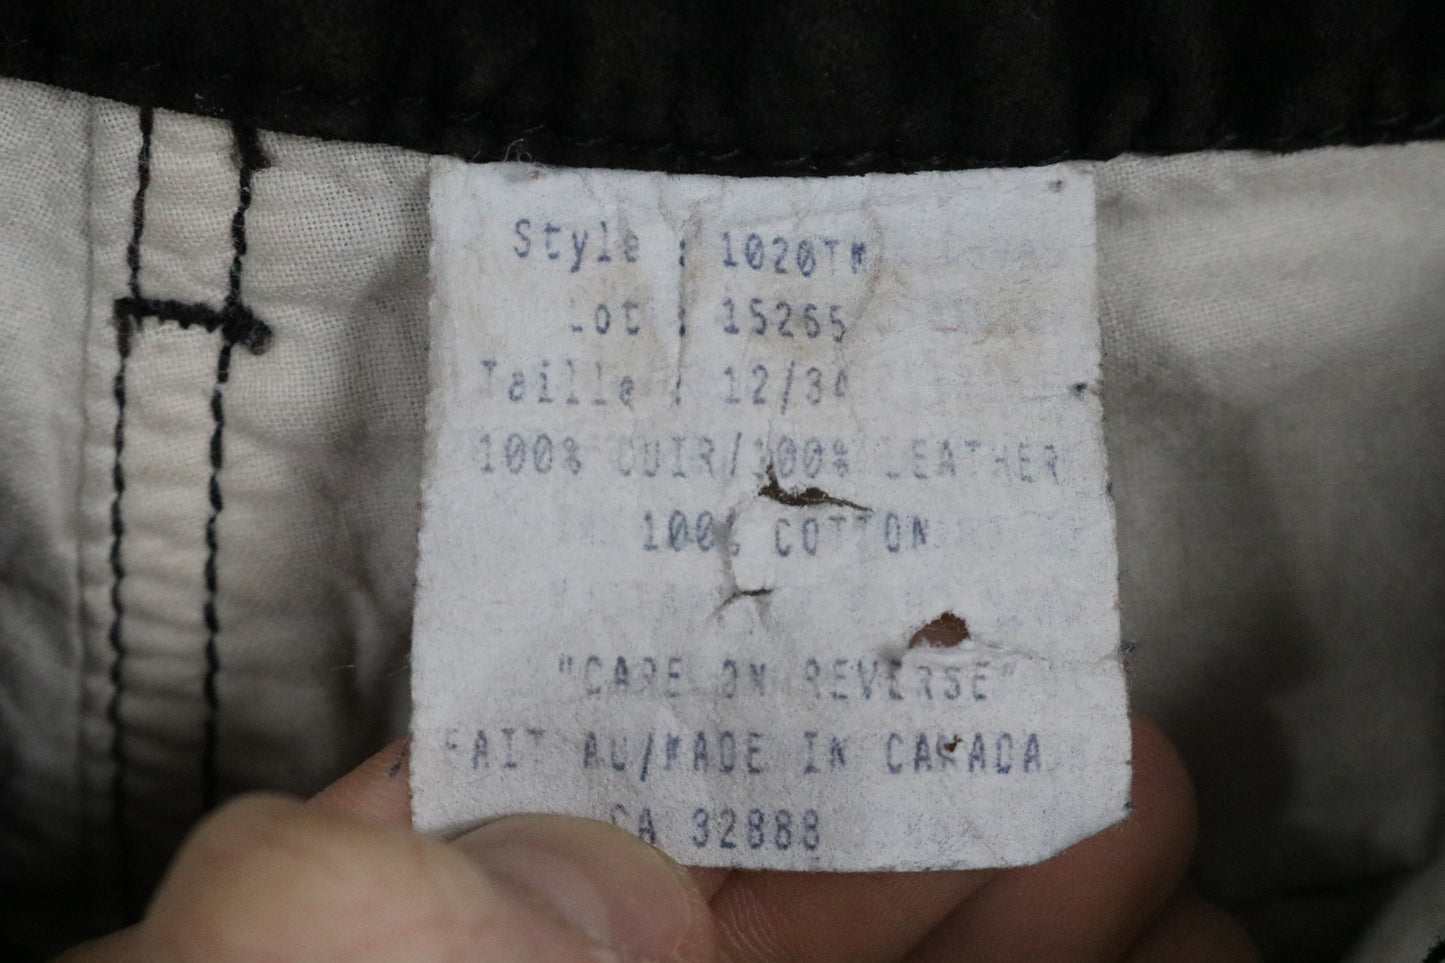 Style : 1020TM
Lot : 15265
Taille : 12/34
100% CUIR/100% LEATHER
100% COTTON
"CARE ON REVERSE"
FAIT AU/MADE IN CANADA
CA 32888